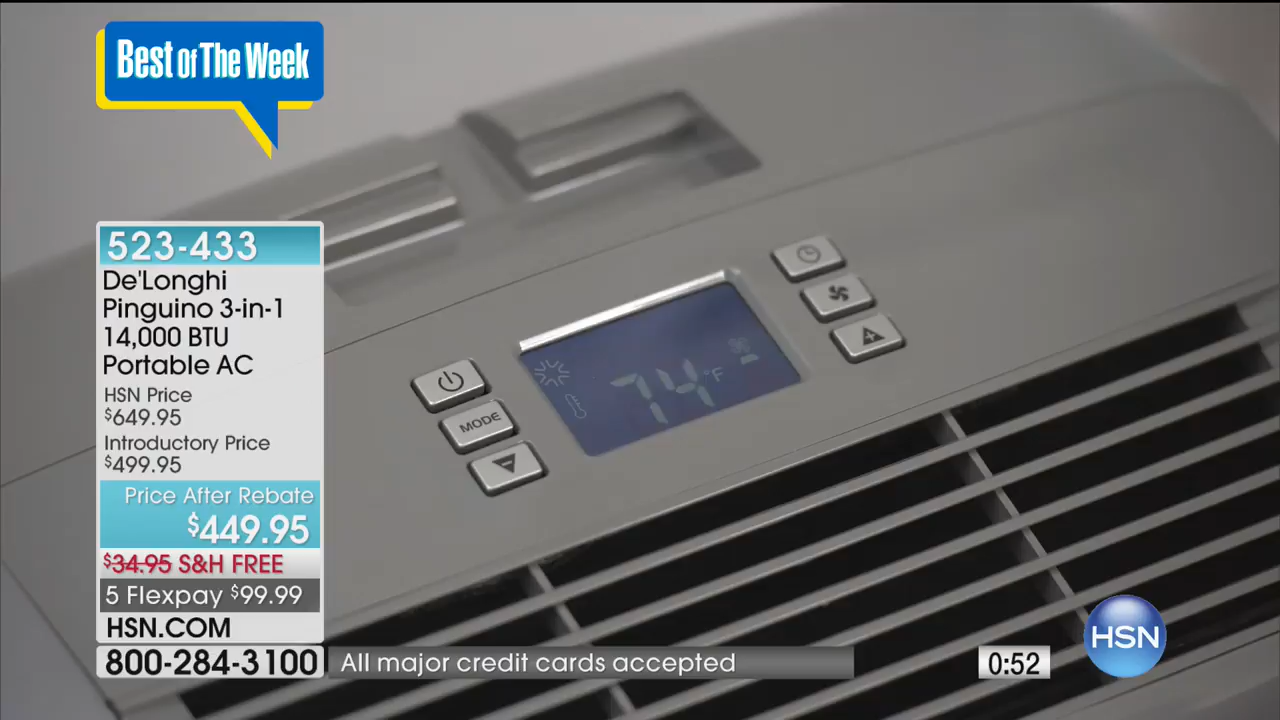 Best of The Week
523-433
De'Longhi
Pinguino 3-in-1
14,000 BTU
Portable AC
HSN Price
$649.95
Introductory Price
$499.95
Price After Rebate
$449.95
$34.95 S&H FREE
5 Flexpay $99.99
HSN.COM
800-284-3100
All major credit cards accepted
0:52
HSN
MODE
74°F